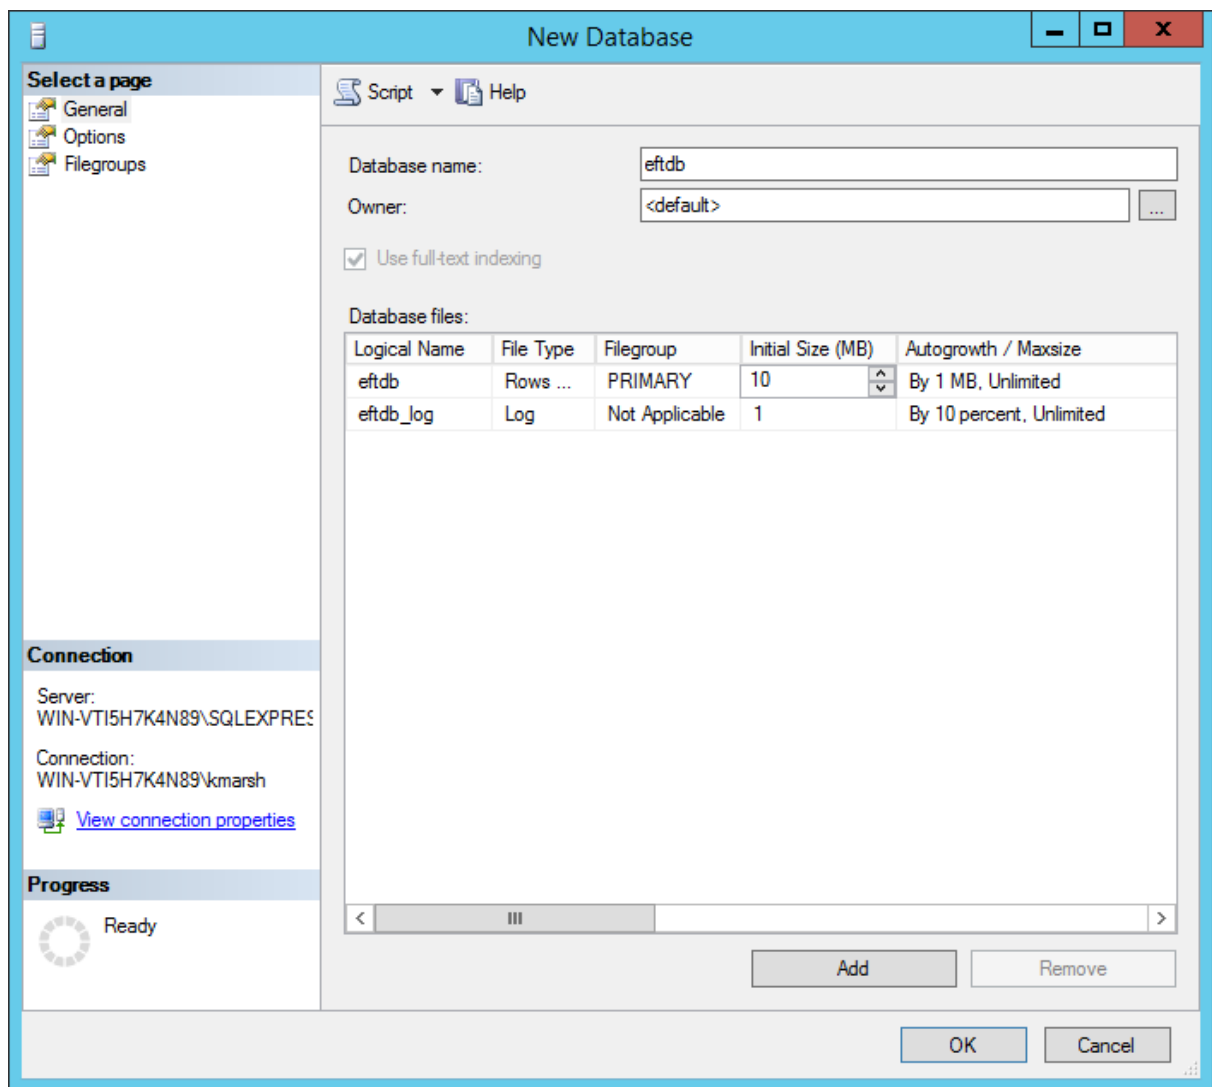 New Database
Select a page
General
Options
Filegroups
Script Help
Database name: eftdb
Owner: <default> ...
Use full-text indexing
Database files:
Logical Name File Type Filegroup Initial Size (MB) Autogrowth / Maxsize
eftdb Rows ... PRIMARY 10 By 1 MB, Unlimited
eftdb_log Log Not Applicable 1 By 10 percent, Unlimited
Connection
Server:
WIN-VTI5H7K4N89\SQLEXPRES
Connection:
WIN-VTI5H7K4N89\kmarsh
View connection properties
Progress
Ready
Add Remove
OK Cancel